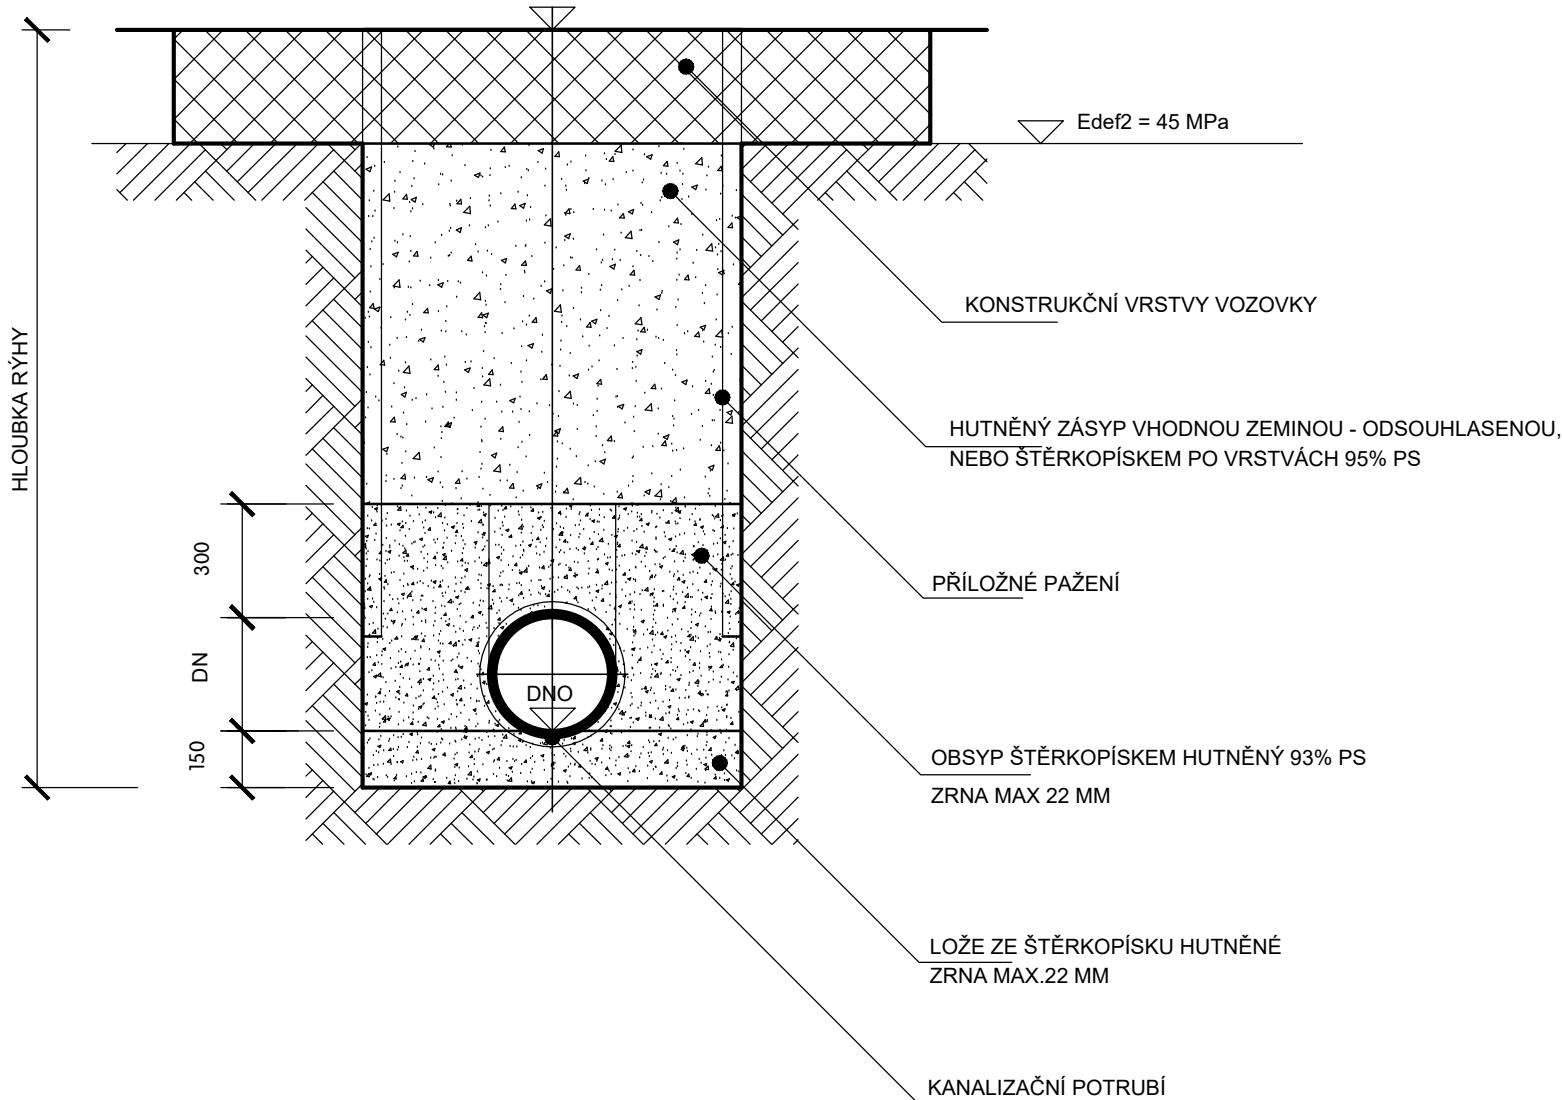 Edef2 = 45 MPa
KONSTRUKČNÍ VRSTVY VOZOVKY
HLOUBKA RÝHY
HUTNĚNÝ ZÁSYP VHODNOU ZEMINOU - ODSOUHLASENOU,
NEBO ŠTĚRKOPÍSKEM PO VRSTVÁCH 95% PS
300
PŘÍLOŽNÉ PAŽENÍ
DN
DNO
150
OBSYP ŠTĚRKOPÍSKEM HUTNĚNÝ 93% PS
ZRNA MAX 22 MM
LOŽE ZE ŠTĚRKOPÍSKU HUTNĚNÉ
ZRNA MAX.22 MM
KANALIZAČNÍ POTRUBÍ